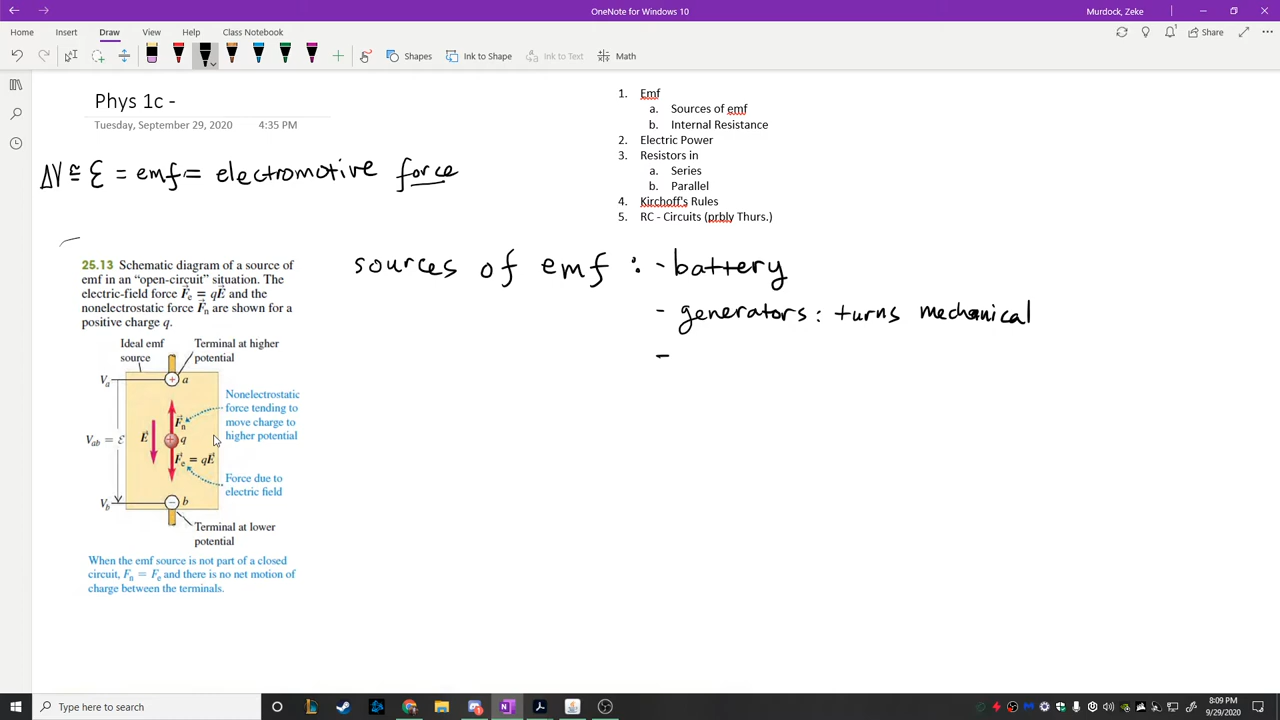 OneNote for Windows 10
Murdock, Zeke
Home Insert Draw View Help Class Notebook
Share
Shapes Ink to Shape Ink to Text Math
Phys 1c -
Tuesday, September 29, 2020 4:35 PM
1. Emf
a. Sources of emf
b. Internal Resistance
2. Electric Power
3. Resistors in
a. Series
b. Parallel
4. Kirchoff's Rules
5. RC - Circuits (prbly Thurs.)
ΔV ≅ ℰ = emf = electromotive force
sources of emf : - battery
- generators : turns mechanical
-
25.13 Schematic diagram of a source of
emf in an "open-circuit" situation. The
electric-field force F⃗e = qE⃗ and the
nonelectrostatic force F⃗n are shown for a
positive charge q.
Ideal emf
source
Terminal at higher
potential
Va
+ a
Nonelectrostatic
force tending to
move charge to
higher potential
F⃗n
Vab = ℰ
E⃗
+ q
F⃗e = qE⃗
Force due to
electric field
Vb
− b
Terminal at lower
potential
When the emf source is not part of a closed
circuit, Fn = Fe and there is no net motion of
charge between the terminals.
Type here to search
8:09 PM
9/29/2020